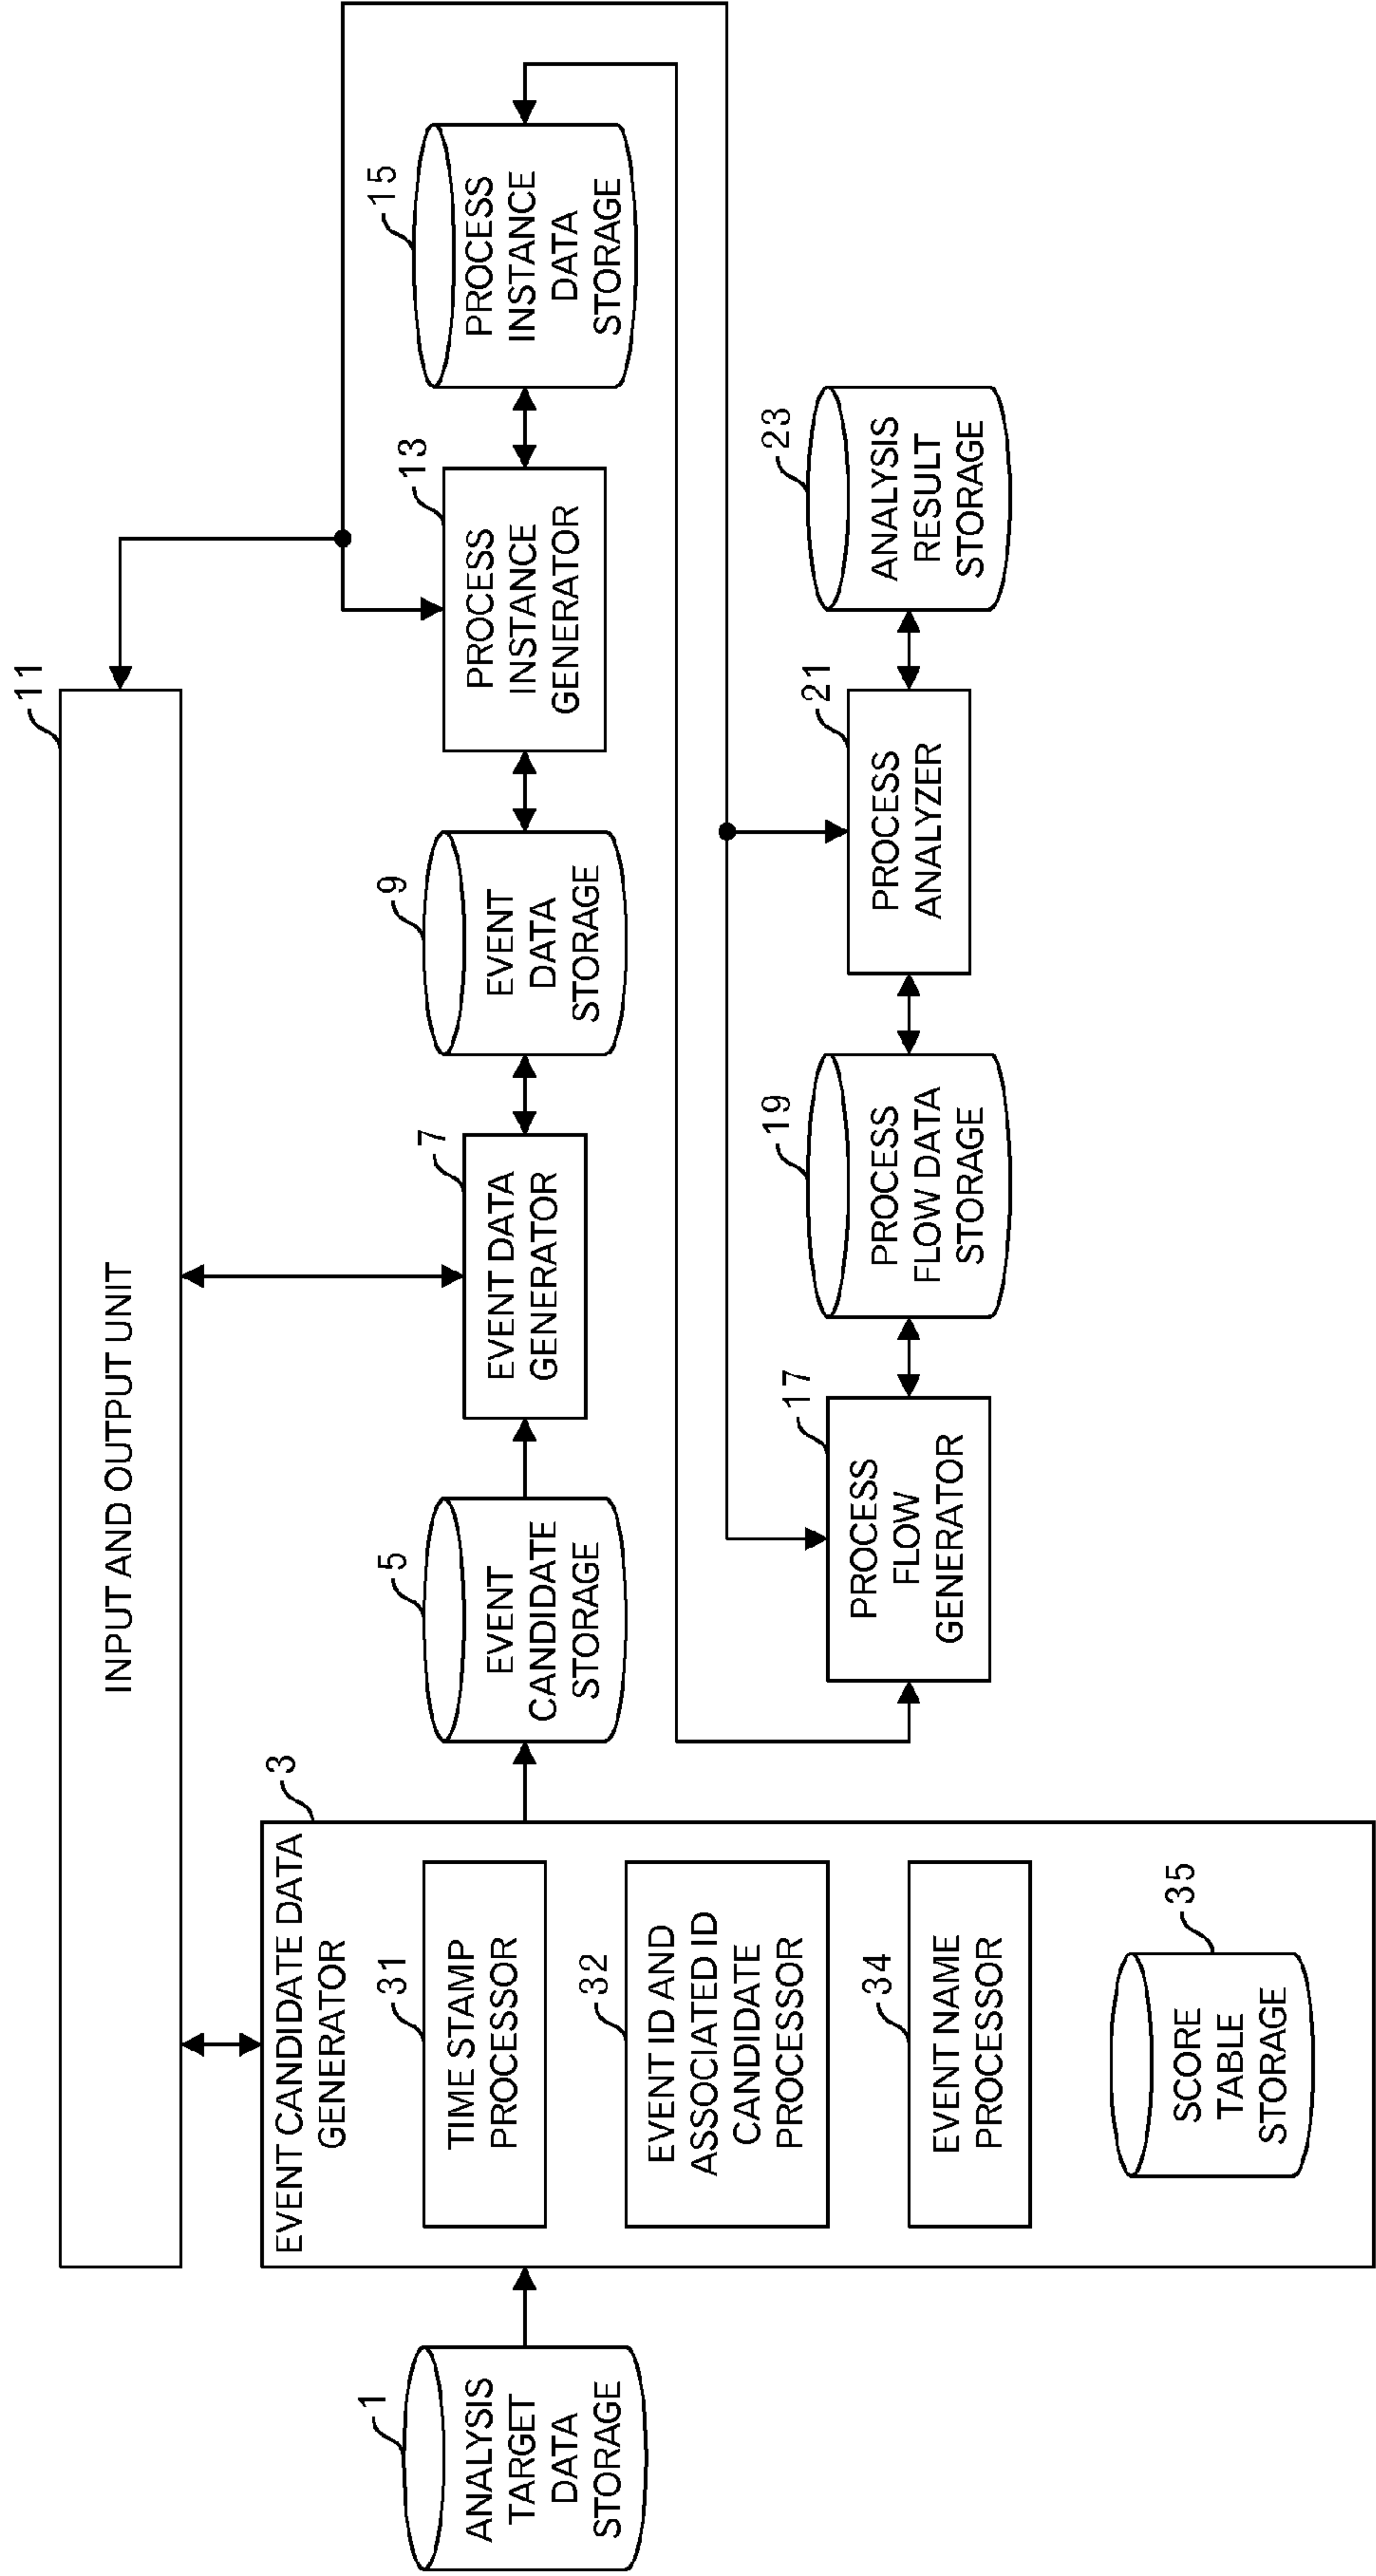 11
INPUT AND OUTPUT UNIT
3
EVENT CANDIDATE DATA
GENERATOR
1
ANALYSIS
TARGET
DATA
STORAGE
31
TIME STAMP
PROCESSOR
32
EVENT ID AND
ASSOCIATED ID
CANDIDATE
PROCESSOR
34
EVENT NAME
PROCESSOR
35
SCORE
TABLE
STORAGE
5
EVENT
CANDIDATE
STORAGE
7
EVENT DATA
GENERATOR
9
EVENT
DATA
STORAGE
13
PROCESS
INSTANCE
GENERATOR
15
PROCESS
INSTANCE
DATA
STORAGE
17
PROCESS
FLOW
GENERATOR
19
PROCESS
FLOW DATA
STORAGE
21
PROCESS
ANALYZER
23
ANALYSIS
RESULT
STORAGE